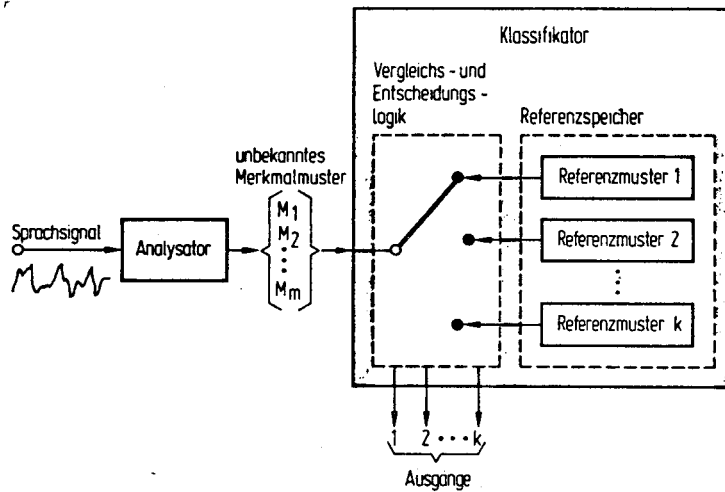 Klassifikator
Vergleichs- und
Entscheidungs-
logik
Referenzspeicher
unbekanntes
Merkmalmuster
M1
M2
Mm
Sprachsignal
Analysator
Referenzmuster 1
Referenzmuster 2
Referenzmuster k
1 2 ••• k
Ausgänge